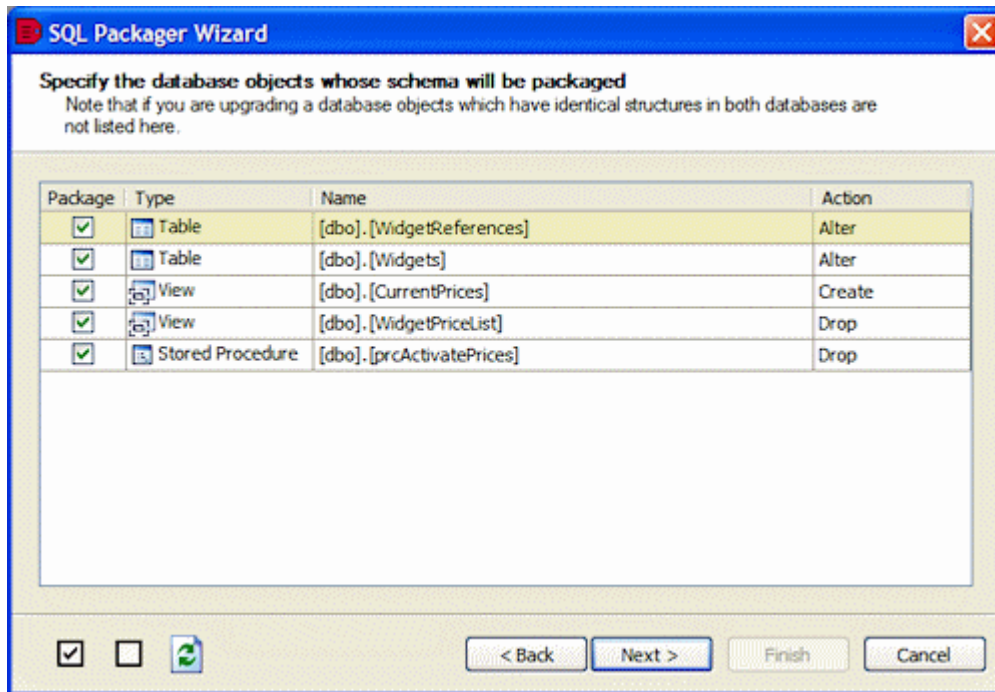 SQL Packager Wizard
Specify the database objects whose schema will be packaged
Note that if you are upgrading a database objects which have identical structures in both databases are
not listed here.
Package Type Name Action
Table [dbo].[WidgetReferences] Alter
Table [dbo].[Widgets] Alter
View [dbo].[CurrentPrices] Create
View [dbo].[WidgetPriceList] Drop
Stored Procedure [dbo].[prcActivatePrices] Drop
< Back Next > Finish Cancel